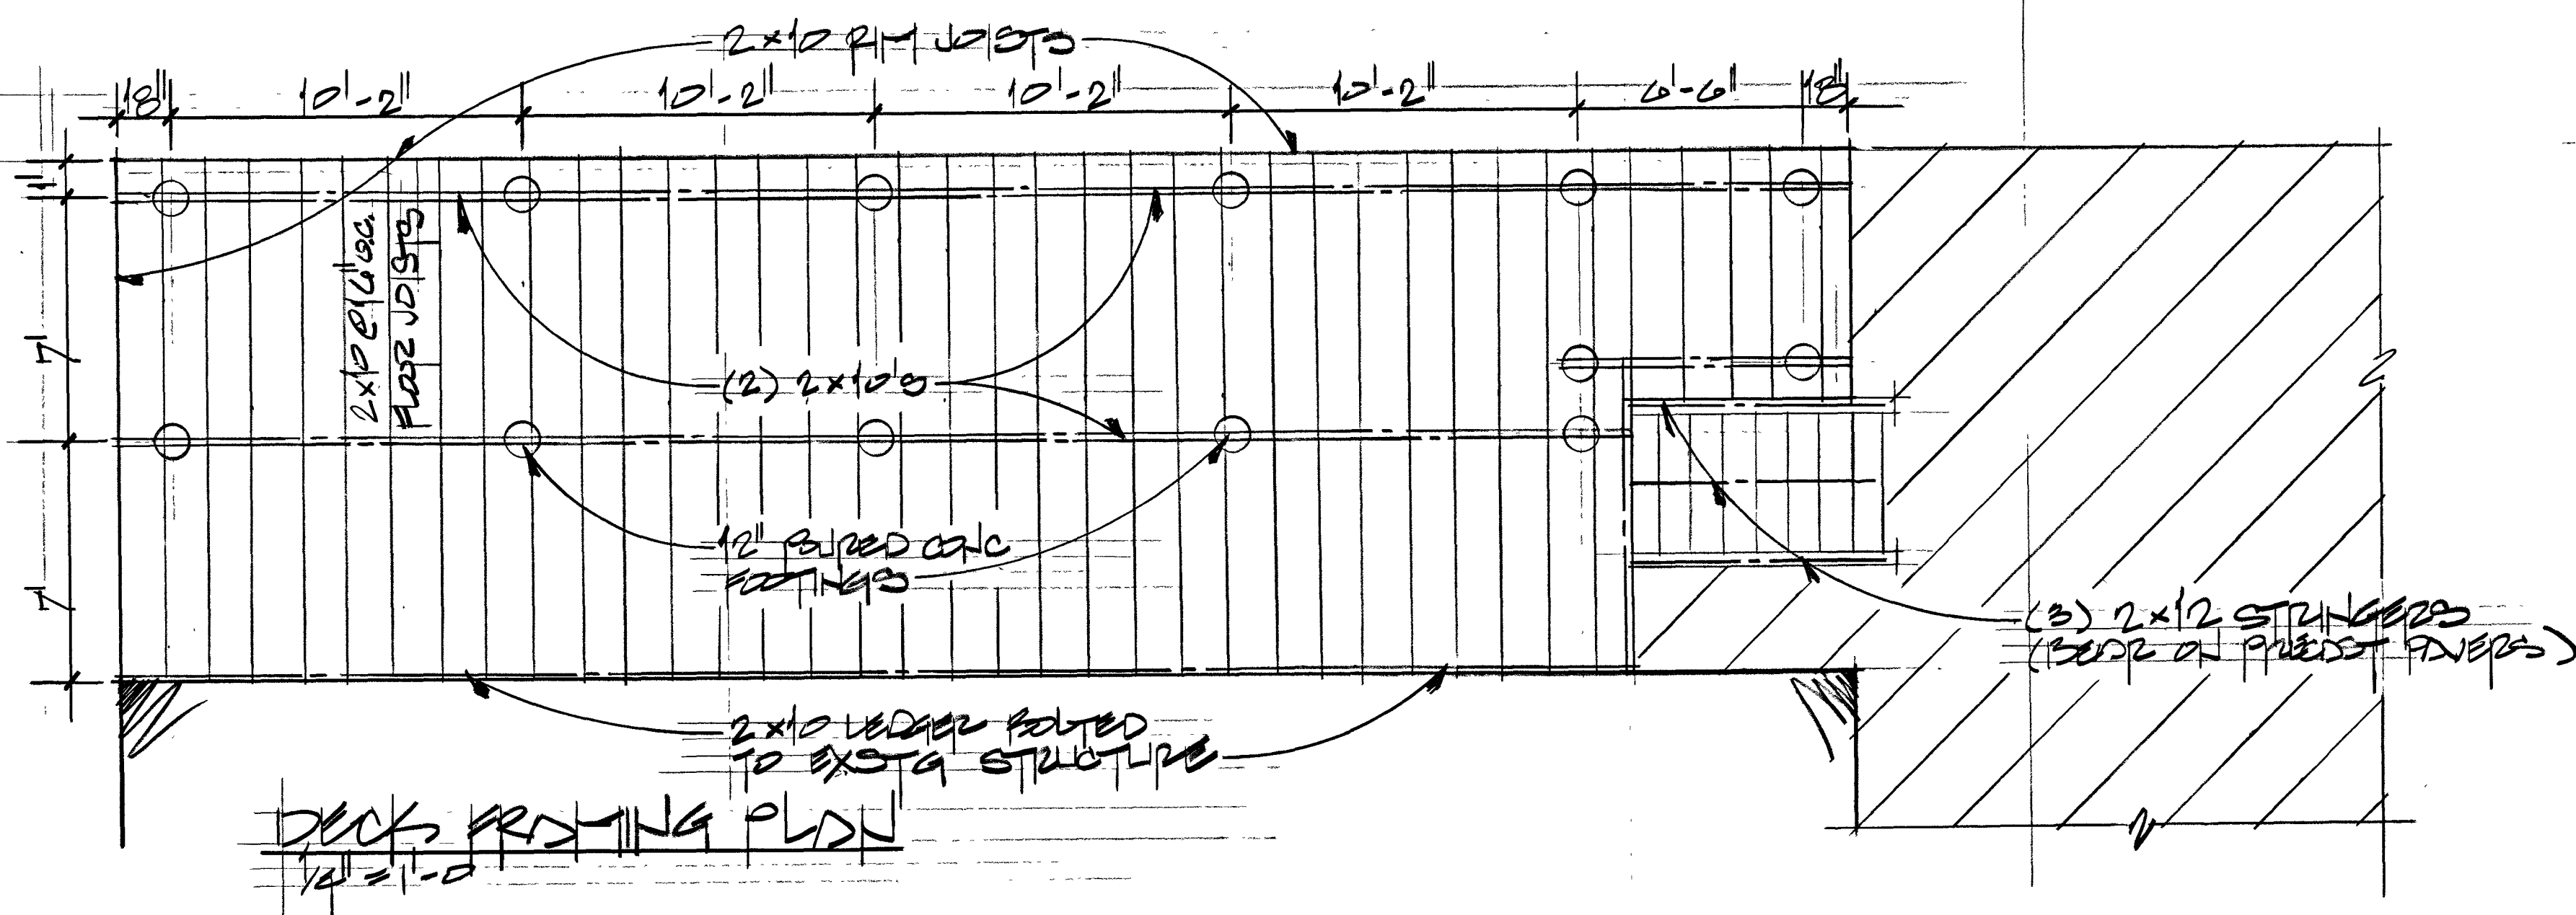 2x10 RIM JOISTS
18" 10'-2" 10'-2" 10'-2" 10'-2" 6'-6" 18"
1'
7'
7'
2x10 @ 16" O.C.
FLOOR JOISTS
(2) 2x10'S
12" POURED CONC
FOOTINGS
(3) 2x12 STRINGERS
(BEAR ON PRECAST PAVERS)
2x10 LEDGER BOLTED
TO EXSTG STRUCTURE
DECK FRAMING PLAN
1/4" = 1'-0